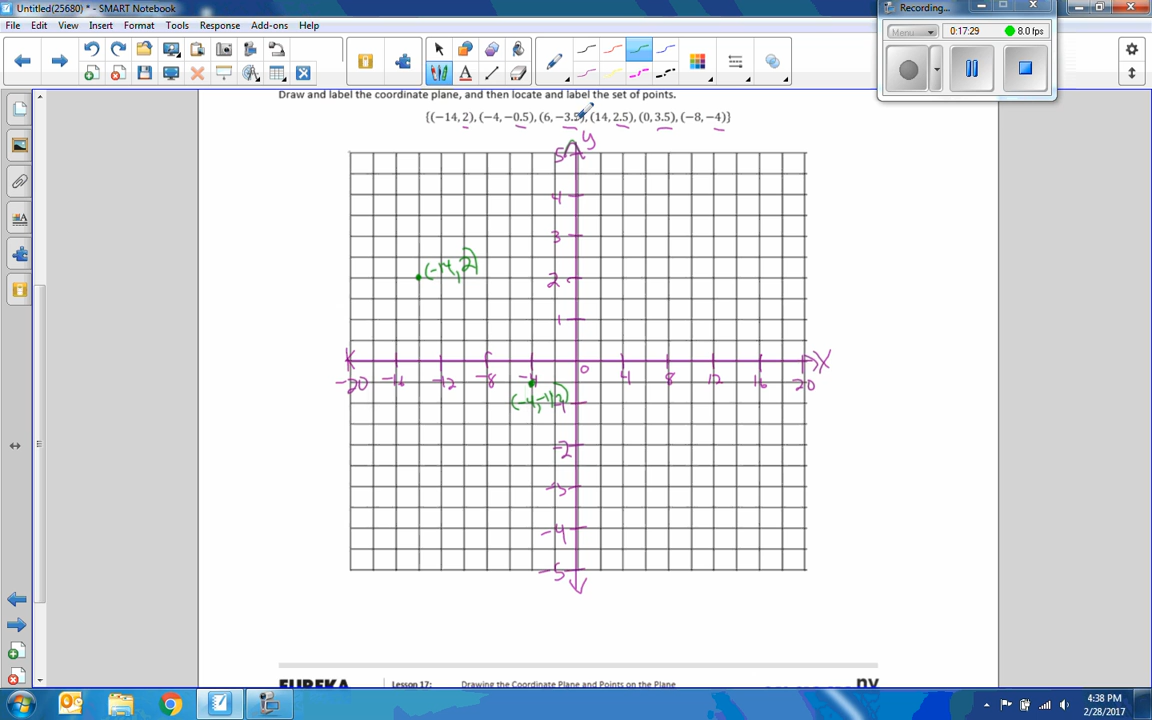 Untitled(25680) * - SMART Notebook
Recording...
File Edit View Insert Format Tools Response Add-ons Help
Menu
0:17:29
8.0 fps
Draw and label the coordinate plane, and then locate and label the set of points.
{(−14, 2), (−4, −0.5), (6, −3.5), (14, 2.5), (0, 3.5), (−8, −4)}
y
5
4
3
(-14, 2)
2
1
x
-20 -16 -12 -8 -4 0 4 8 12 16 20
(-4, -1/2)
-1
-2
-3
-4
-5
EUREKA Lesson 17: Drawing the Coordinate Plane and Points on the Plane
4:38 PM
2/28/2017